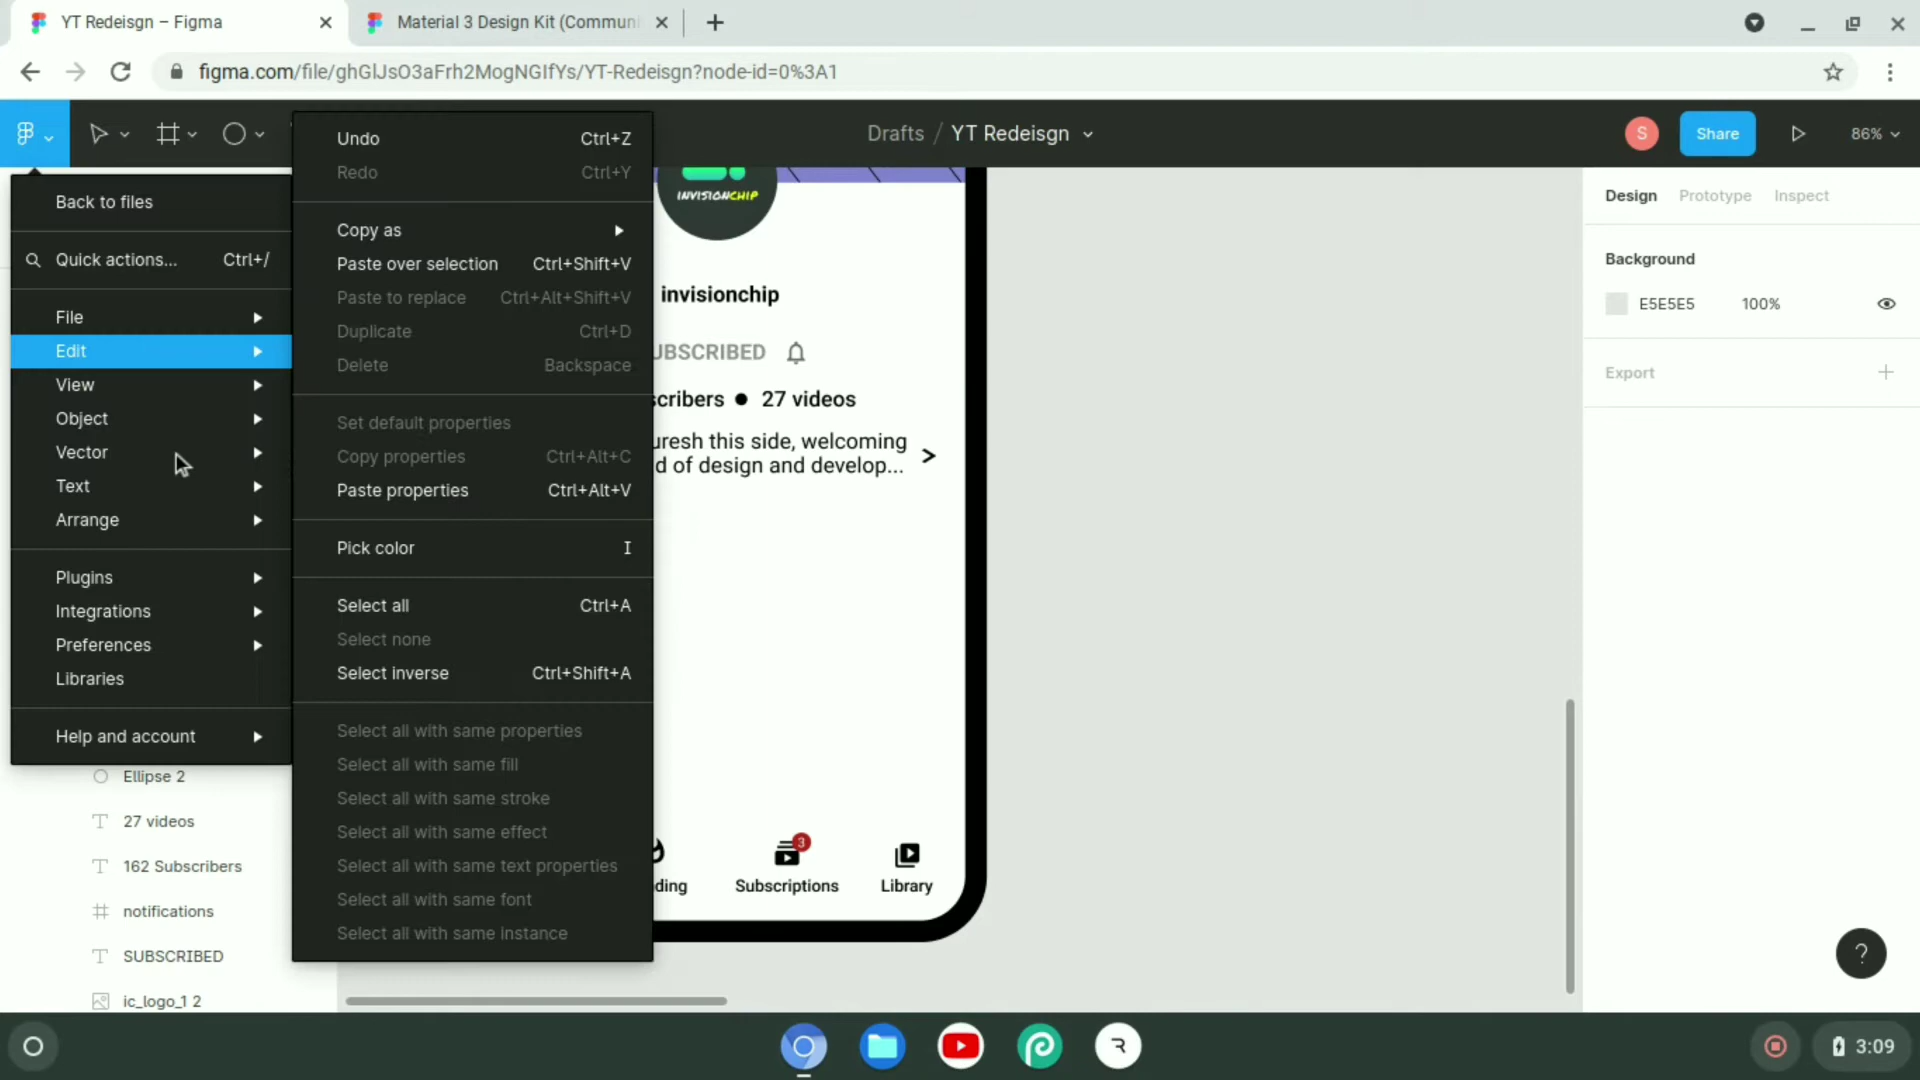 YT Redeisgn – Figma
Material 3 Design Kit (Commun
figma.com/file/ghGlJsO3aFrh2MogNGIfYs/YT-Redeisgn?node-id=0%3A1
Drafts / YT Redeisgn
S
Share
86%
Back to files
Quick actions... Ctrl+/
File
Edit
View
Object
Vector
Text
Arrange
Plugins
Integrations
Preferences
Libraries
Help and account
Undo Ctrl+Z
Redo Ctrl+Y
Copy as
Paste over selection Ctrl+Shift+V
Paste to replace Ctrl+Alt+Shift+V
Duplicate Ctrl+D
Delete Backspace
Set default properties
Copy properties Ctrl+Alt+C
Paste properties Ctrl+Alt+V
Pick color I
Select all Ctrl+A
Select none
Select inverse Ctrl+Shift+A
Select all with same properties
Select all with same fill
Select all with same stroke
Select all with same effect
Select all with same text properties
Select all with same font
Select all with same instance
Ellipse 2
27 videos
162 Subscribers
notifications
SUBSCRIBED
ic_logo_1 2
INVISIONCHIP
invisionchip
UBSCRIBED
scribers ● 27 videos
uresh this side, welcoming
d of design and develop...
3
ding
Subscriptions
Library
Design Prototype Inspect
Background
E5E5E5 100%
Export
?
3:09